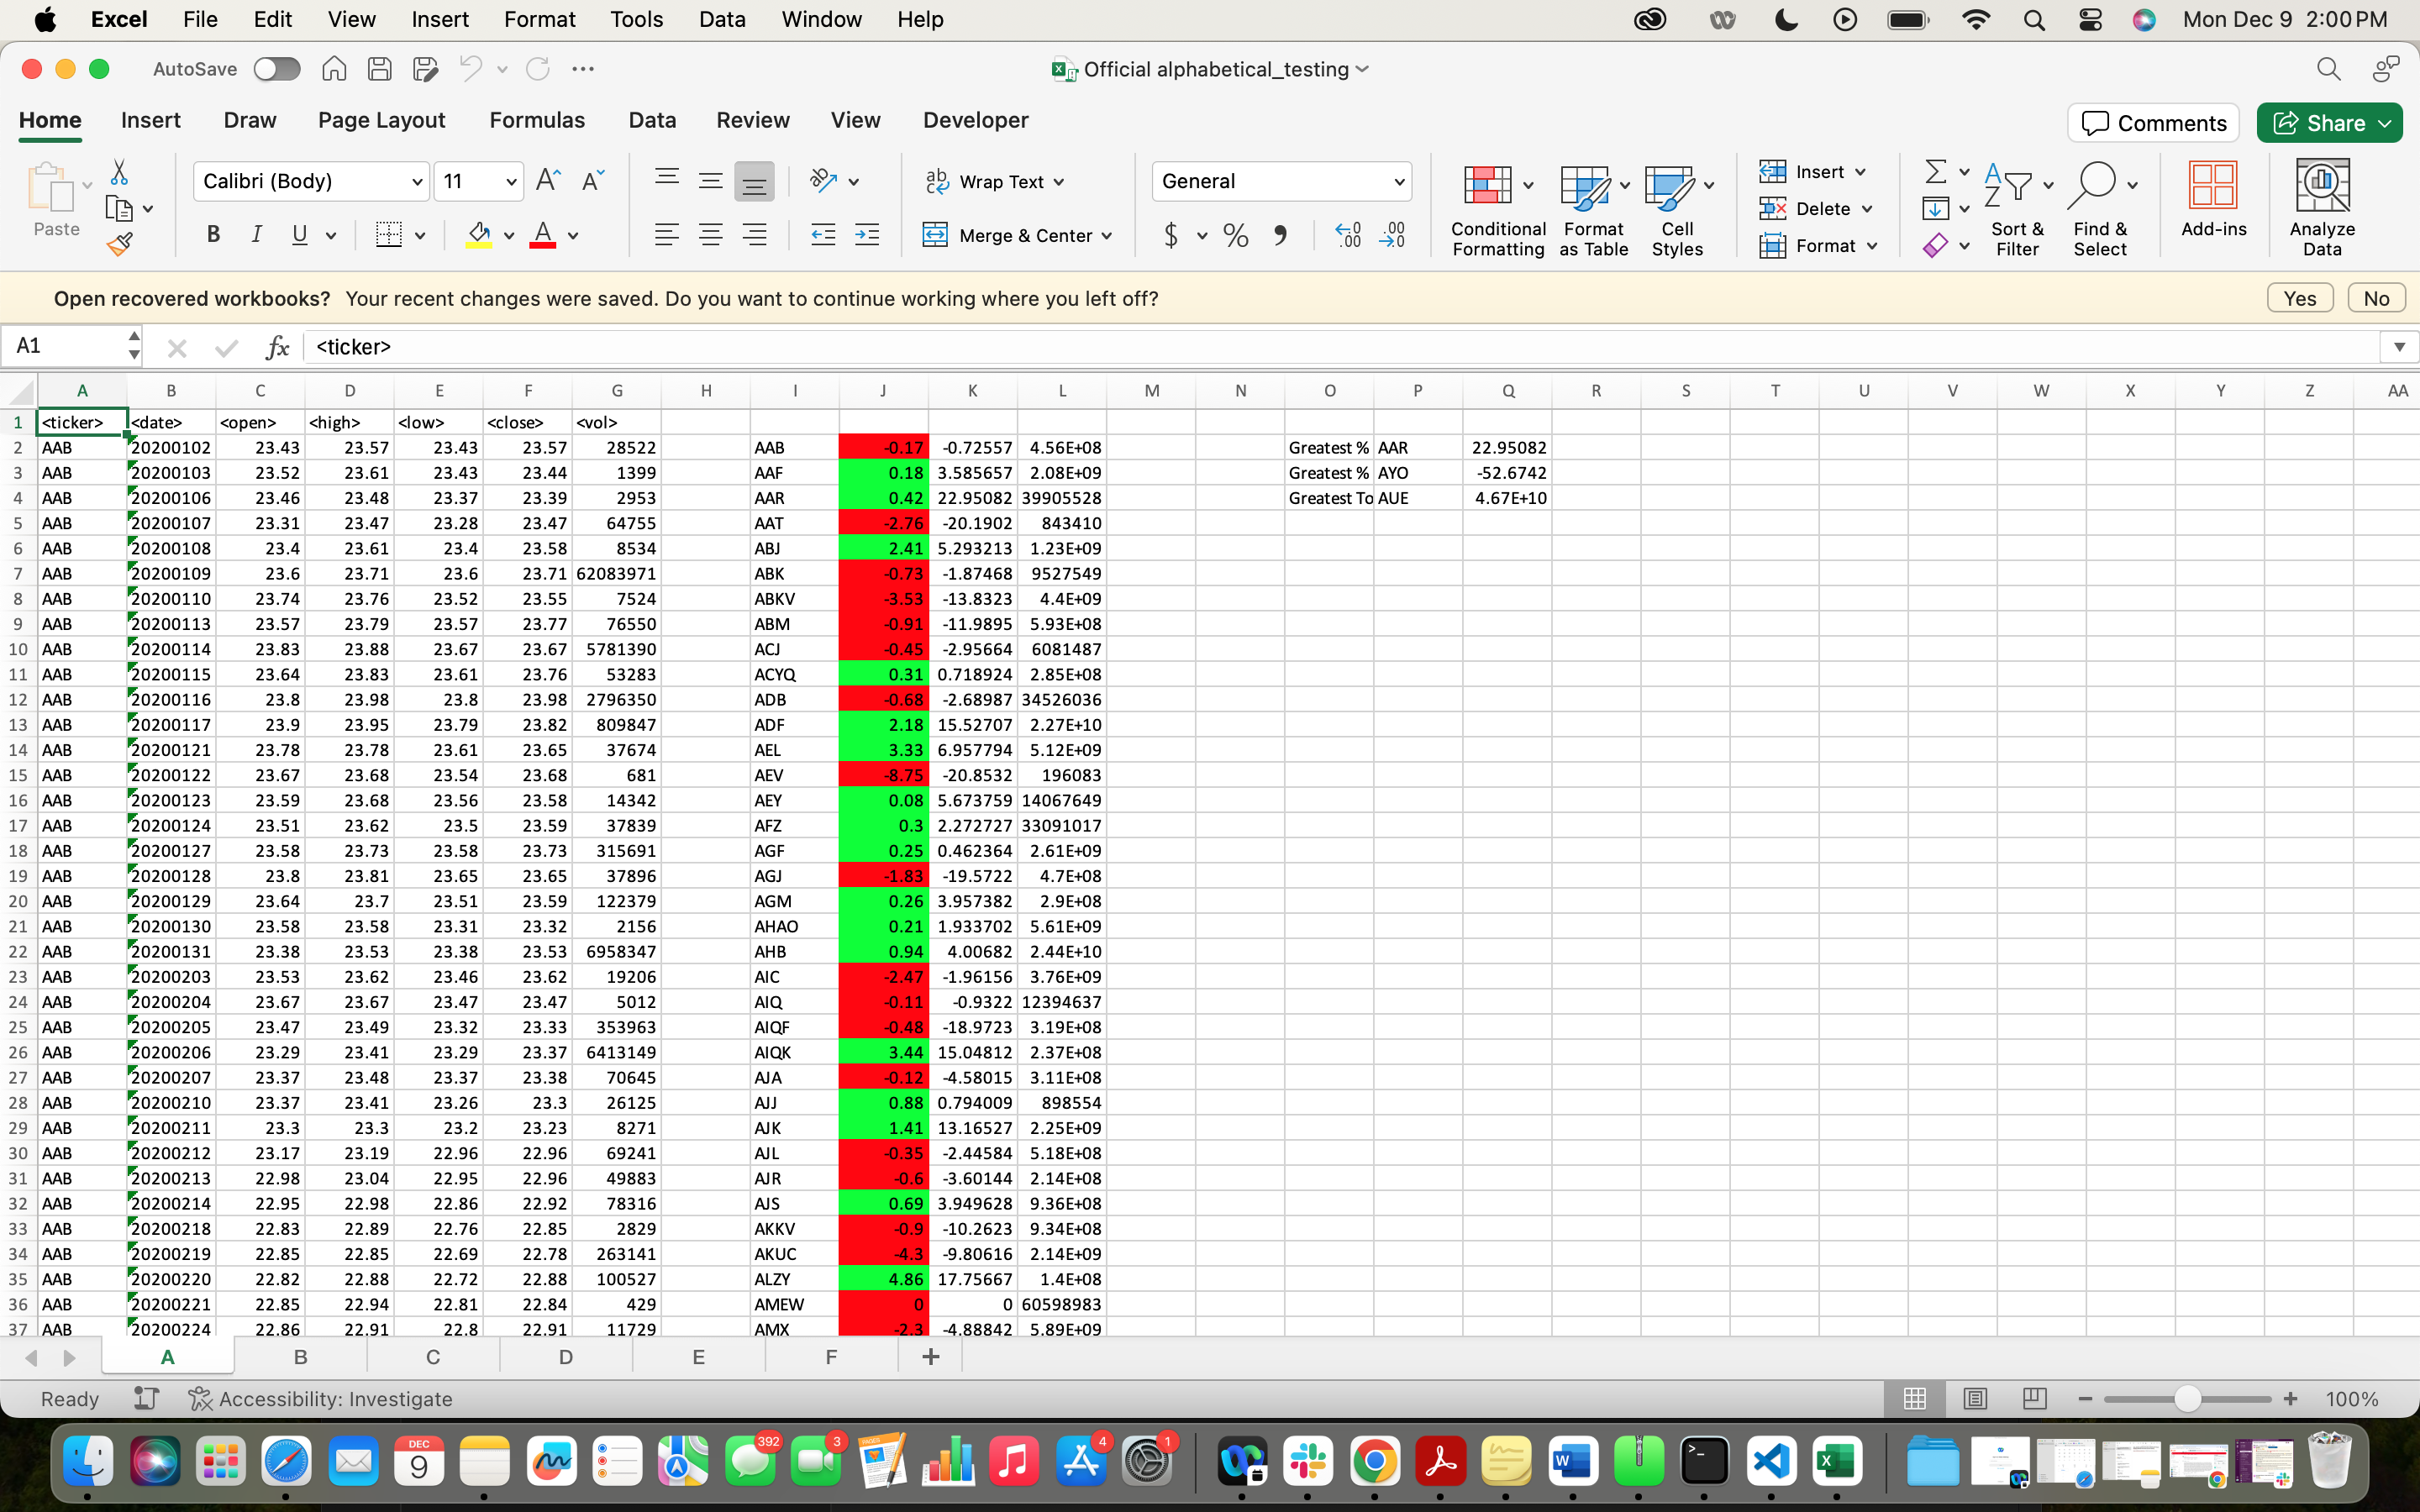 Excel File Edit View Insert Format Tools Data Window Help Mon Dec 9 2:00 PM
AutoSave Official alphabetical_testing
Home Insert Draw Page Layout Formulas Data Review View Developer Comments Share
Calibri (Body) 11 Wrap Text General Insert
Paste B I U Merge & Center $ % Conditional Formatting Format as Table Cell Styles Delete Format Sort & Filter Find & Select Add-ins Analyze Data
Open recovered workbooks? Your recent changes were saved. Do you want to continue working where you left off? Yes No
A1 fx <ticker>
A B C D E F G H I J K L M N O P Q R S T U V W X Y Z AA
1 <ticker> <date> <open> <high> <low> <close> <vol>
2 AAB 20200102 23.43 23.57 23.43 23.57 28522 AAB -0.17 -0.72557 4.56E+08 Greatest % AAR 22.95082
3 AAB 20200103 23.52 23.61 23.43 23.44 1399 AAF 0.18 3.585657 2.08E+09 Greatest % AYO -52.6742
4 AAB 20200106 23.46 23.48 23.37 23.39 2953 AAR 0.42 22.95082 39905528 Greatest To AUE 4.67E+10
5 AAB 20200107 23.31 23.47 23.28 23.47 64755 AAT -2.76 -20.1902 843410
6 AAB 20200108 23.4 23.61 23.4 23.58 8534 ABJ 2.41 5.293213 1.23E+09
7 AAB 20200109 23.6 23.71 23.6 23.71 62083971 ABK -0.73 -1.87468 9527549
8 AAB 20200110 23.74 23.76 23.52 23.55 7524 ABKV -3.53 -13.8323 4.4E+09
9 AAB 20200113 23.57 23.79 23.57 23.77 76550 ABM -0.91 -11.9895 5.93E+08
10 AAB 20200114 23.83 23.88 23.67 23.67 5781390 ACJ -0.45 -2.95664 6081487
11 AAB 20200115 23.64 23.83 23.61 23.76 53283 ACYQ 0.31 0.718924 2.85E+08
12 AAB 20200116 23.8 23.98 23.8 23.98 2796350 ADB -0.68 -2.68987 34526036
13 AAB 20200117 23.9 23.95 23.79 23.82 809847 ADF 2.18 15.52707 2.27E+10
14 AAB 20200121 23.78 23.78 23.61 23.65 37674 AEL 3.33 6.957794 5.12E+09
15 AAB 20200122 23.67 23.68 23.54 23.68 681 AEV -8.75 -20.8532 196083
16 AAB 20200123 23.59 23.68 23.56 23.58 14342 AEY 0.08 5.673759 14067649
17 AAB 20200124 23.51 23.62 23.5 23.59 37839 AFZ 0.3 2.272727 33091017
18 AAB 20200127 23.58 23.73 23.58 23.73 315691 AGF 0.25 0.462364 2.61E+09
19 AAB 20200128 23.8 23.81 23.65 23.65 37896 AGJ -1.83 -19.5722 4.7E+08
20 AAB 20200129 23.64 23.7 23.51 23.59 122379 AGM 0.26 3.957382 2.9E+08
21 AAB 20200130 23.58 23.58 23.31 23.32 2156 AHAO 0.21 1.933702 5.61E+09
22 AAB 20200131 23.38 23.53 23.38 23.53 6958347 AHB 0.94 4.00682 2.44E+10
23 AAB 20200203 23.53 23.62 23.46 23.62 19206 AIC -2.47 -1.96156 3.76E+09
24 AAB 20200204 23.67 23.67 23.47 23.47 5012 AIQ -0.11 -0.9322 12394637
25 AAB 20200205 23.47 23.49 23.32 23.33 353963 AIQF -0.48 -18.9723 3.19E+08
26 AAB 20200206 23.29 23.41 23.29 23.37 6413149 AIQK 3.44 15.04812 2.37E+08
27 AAB 20200207 23.37 23.48 23.37 23.38 70645 AJA -0.12 -4.58015 3.11E+08
28 AAB 20200210 23.37 23.41 23.26 23.3 26125 AJJ 0.88 0.794009 898554
29 AAB 20200211 23.3 23.3 23.2 23.23 8271 AJK 1.41 13.16527 2.25E+09
30 AAB 20200212 23.17 23.19 22.96 22.96 69241 AJL -0.35 -2.44584 5.18E+08
31 AAB 20200213 22.98 23.04 22.95 22.96 49883 AJR -0.6 -3.60144 2.14E+08
32 AAB 20200214 22.95 22.98 22.86 22.92 78316 AJS 0.69 3.949628 9.36E+08
33 AAB 20200218 22.83 22.89 22.76 22.85 2829 AKKV -0.9 -10.2623 9.34E+08
34 AAB 20200219 22.85 22.85 22.69 22.78 263141 AKUC -4.3 -9.80616 2.14E+09
35 AAB 20200220 22.82 22.88 22.72 22.88 100527 ALZY 4.86 17.75667 1.4E+08
36 AAB 20200221 22.85 22.94 22.81 22.84 429 AMEW 0 0 60598983
37 AAB 20200224 22.86 22.91 22.8 22.91 11729 AMX -2.3 -4.88842 5.89E+09
A B C D E F +
Ready Accessibility: Investigate 100%
DEC 9 392 3 4 1